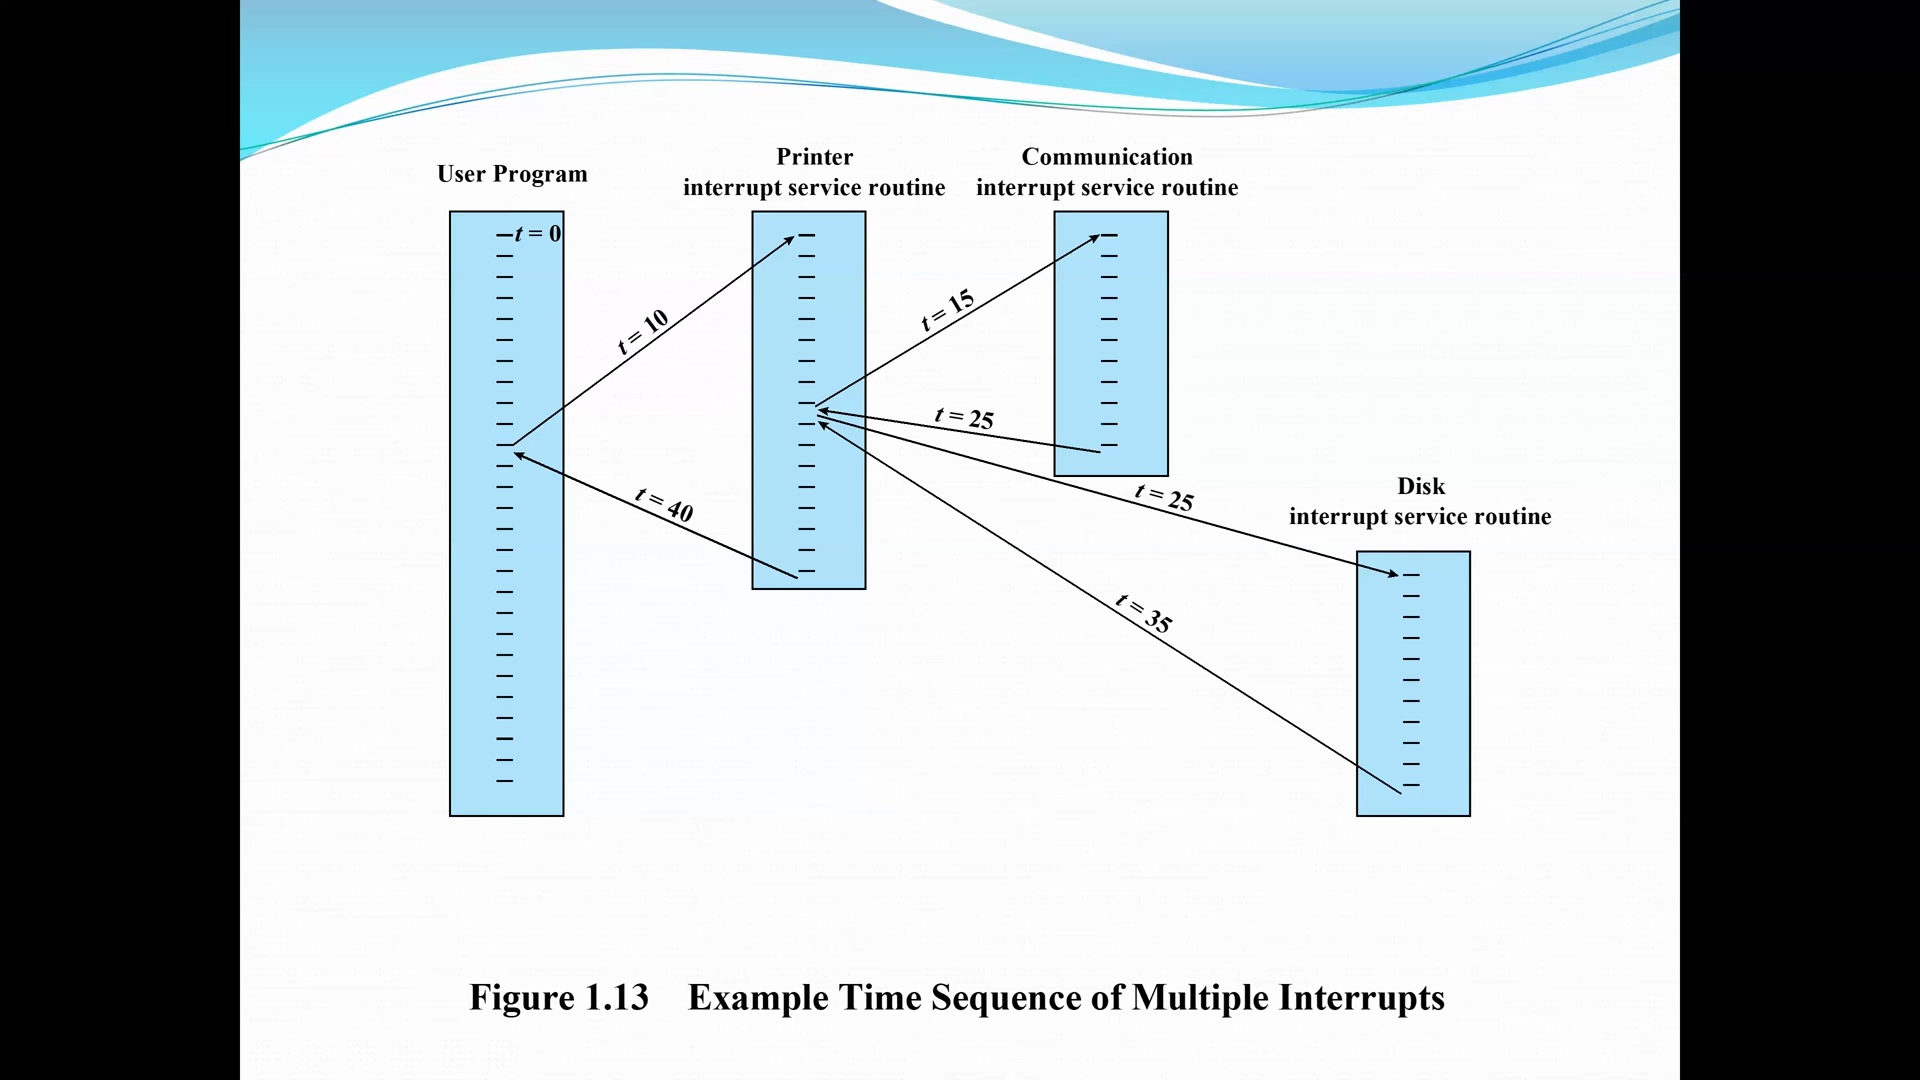 User Program
Printer
interrupt service routine
Communication
interrupt service routine
t = 0
t = 10
t = 15
t = 25
t = 25
t = 40
Disk
interrupt service routine
t = 35
Figure 1.13 Example Time Sequence of Multiple Interrupts